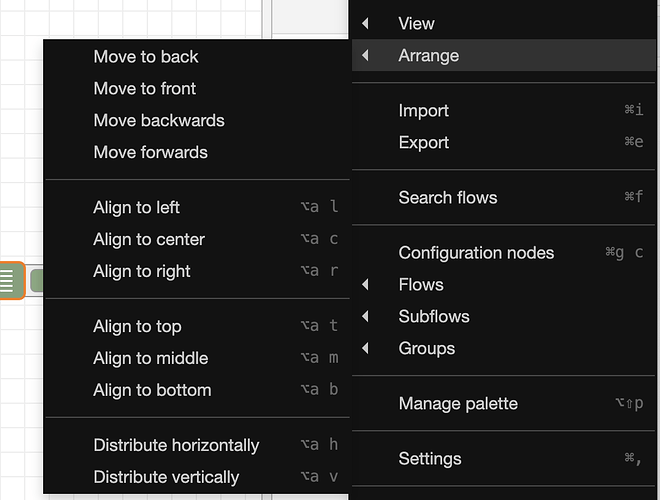 View
Arrange
Import ⌘i
Export ⌘e
Search flows ⌘f
Configuration nodes ⌘g c
Flows
Subflows
Groups
Manage palette ⌥⇧p
Settings ⌘,
Move to back
Move to front
Move backwards
Move forwards
Align to left ⌥a l
Align to center ⌥a c
Align to right ⌥a r
Align to top ⌥a t
Align to middle ⌥a m
Align to bottom ⌥a b
Distribute horizontally ⌥a h
Distribute vertically ⌥a v